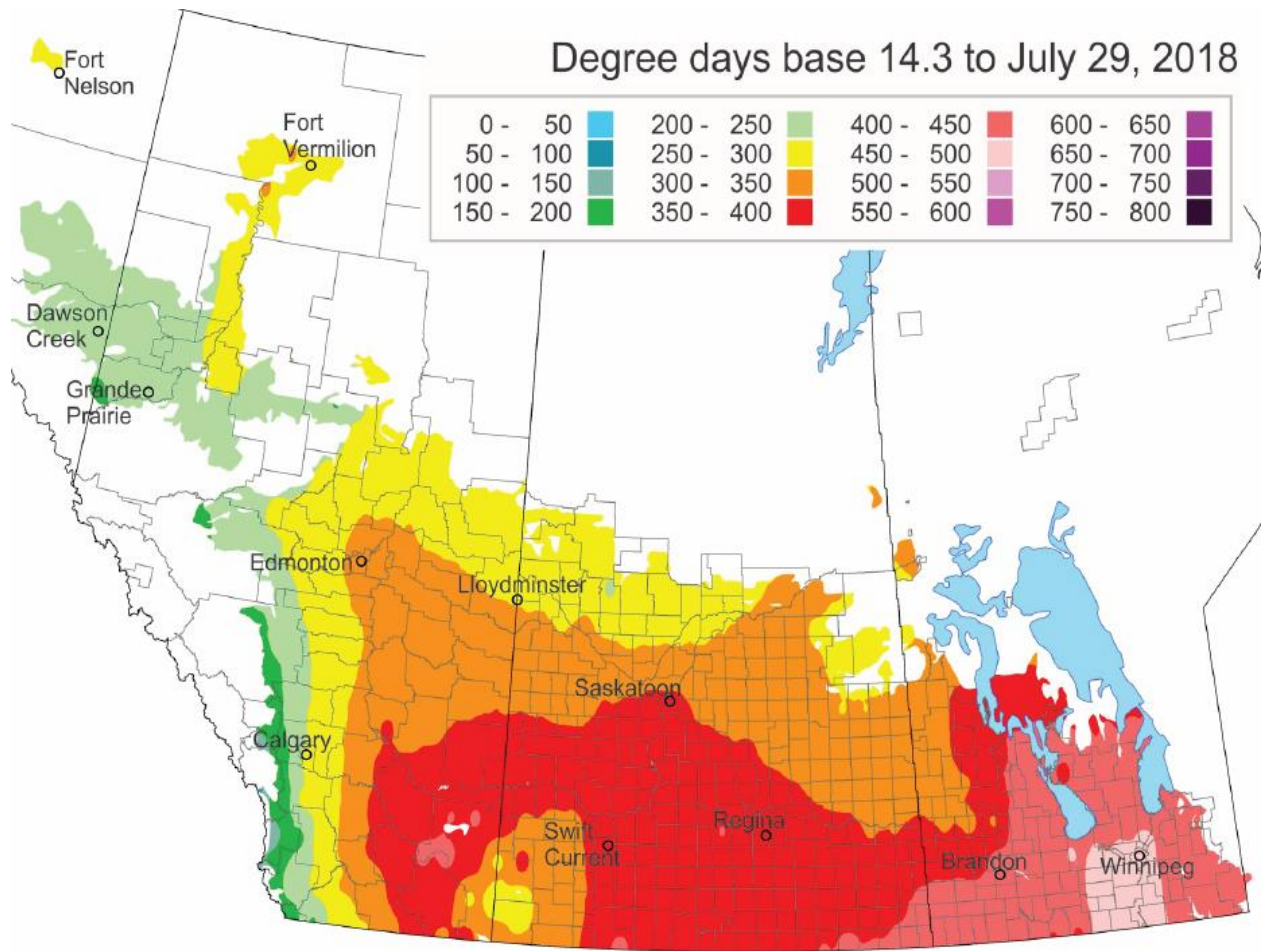 Degree days base 14.3 to July 29, 2018
0 - 50 200 - 250 400 - 450 600 - 650
50 - 100 250 - 300 450 - 500 650 - 700
100 - 150 300 - 350 500 - 550 700 - 750
150 - 200 350 - 400 550 - 600 750 - 800
Fort
Nelson
Fort
Vermilion
Dawson
Creek
Grande
Prairie
Edmonton
Lloydminster
Saskatoon
Calgary
Swift
Current
Regina
Brandon
Winnipeg